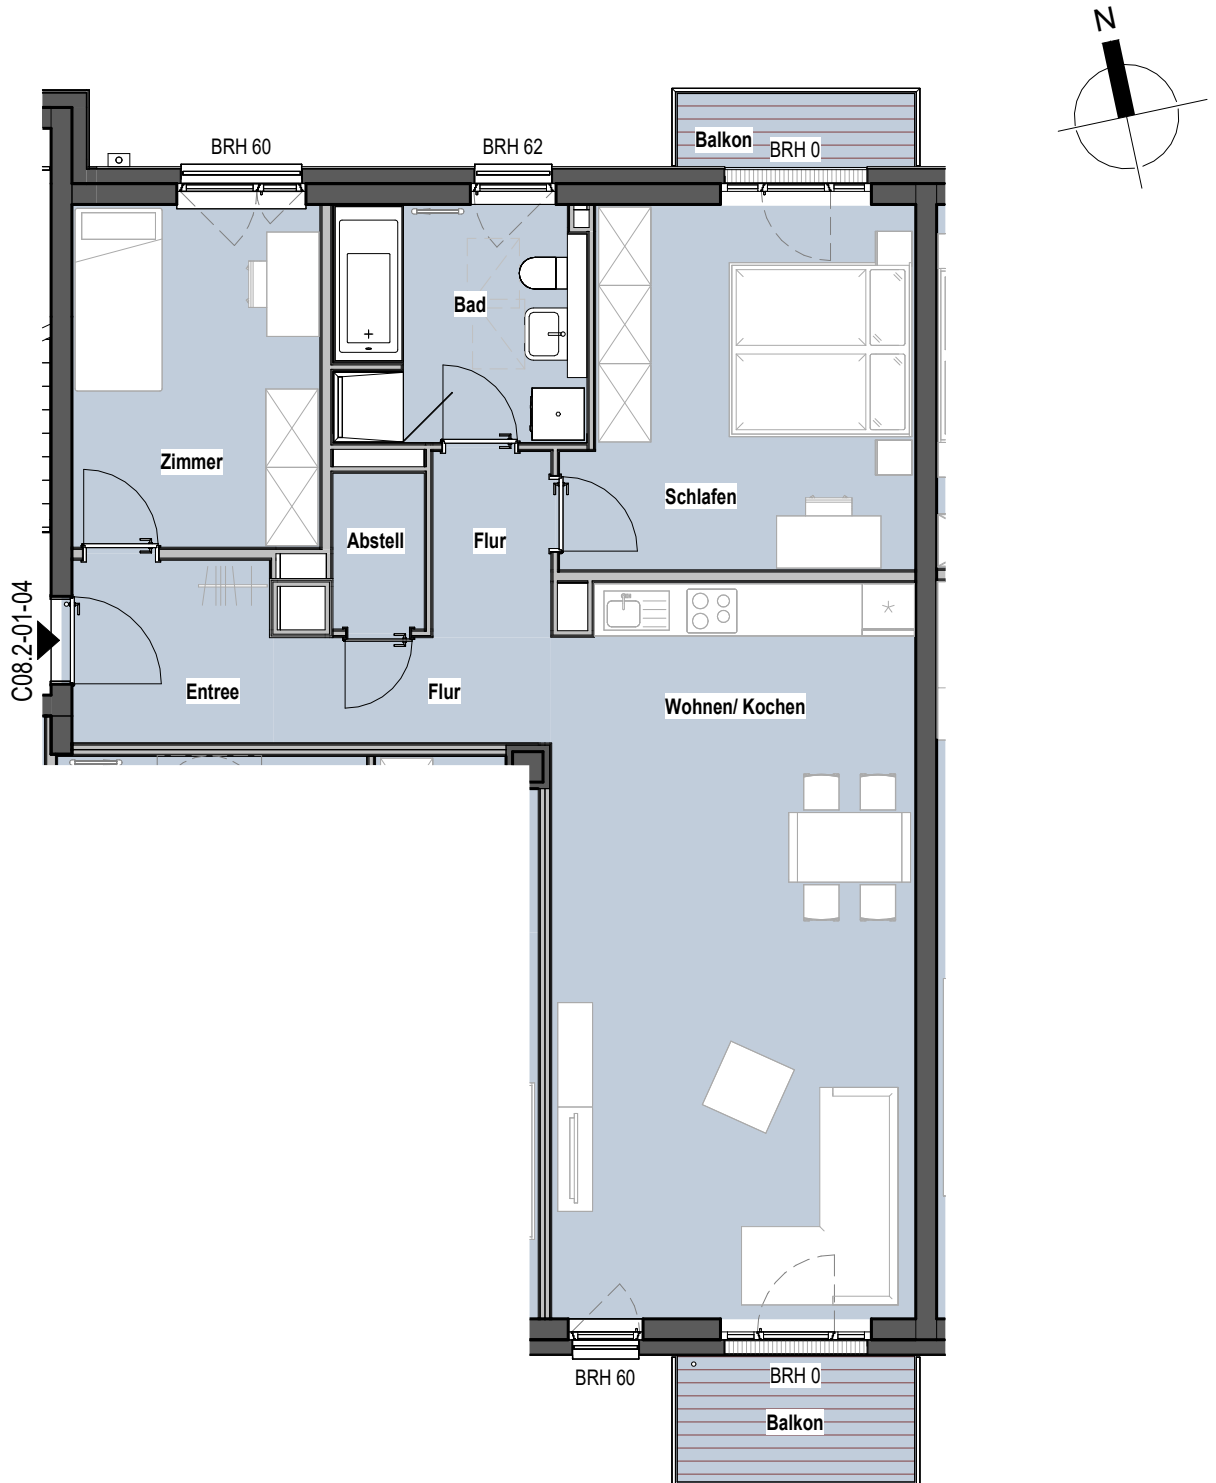 N
BRH 60
BRH 62
Balkon
BRH 0
Bad
Zimmer
Schlafen
Abstell
Flur
C08.2-01-04
Entree
Flur
Wohnen/ Kochen
BRH 60
BRH 0
Balkon